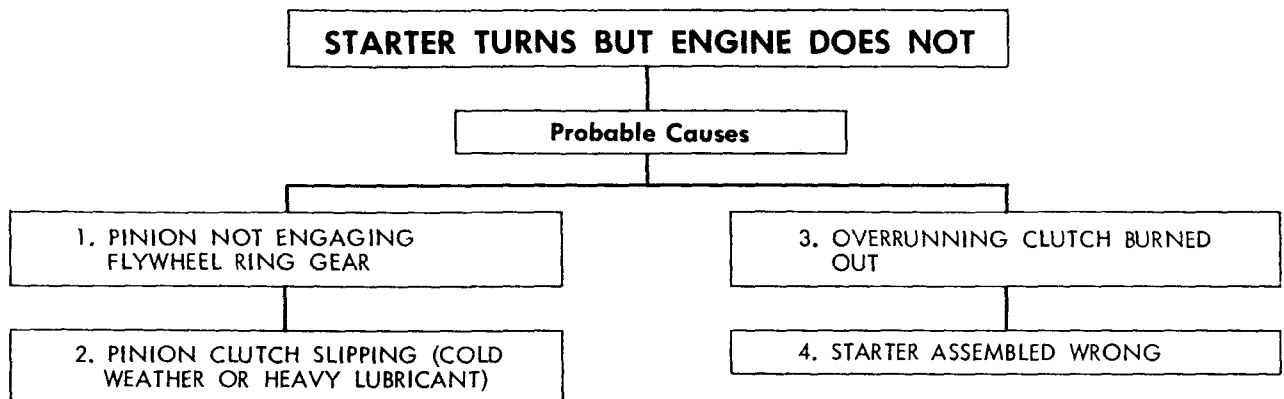 STARTER TURNS BUT ENGINE DOES NOT
Probable Causes
1. PINION NOT ENGAGING
FLYWHEEL RING GEAR
2. PINION CLUTCH SLIPPING (COLD
WEATHER OR HEAVY LUBRICANT)
3. OVERRUNNING CLUTCH BURNED
OUT
4. STARTER ASSEMBLED WRONG